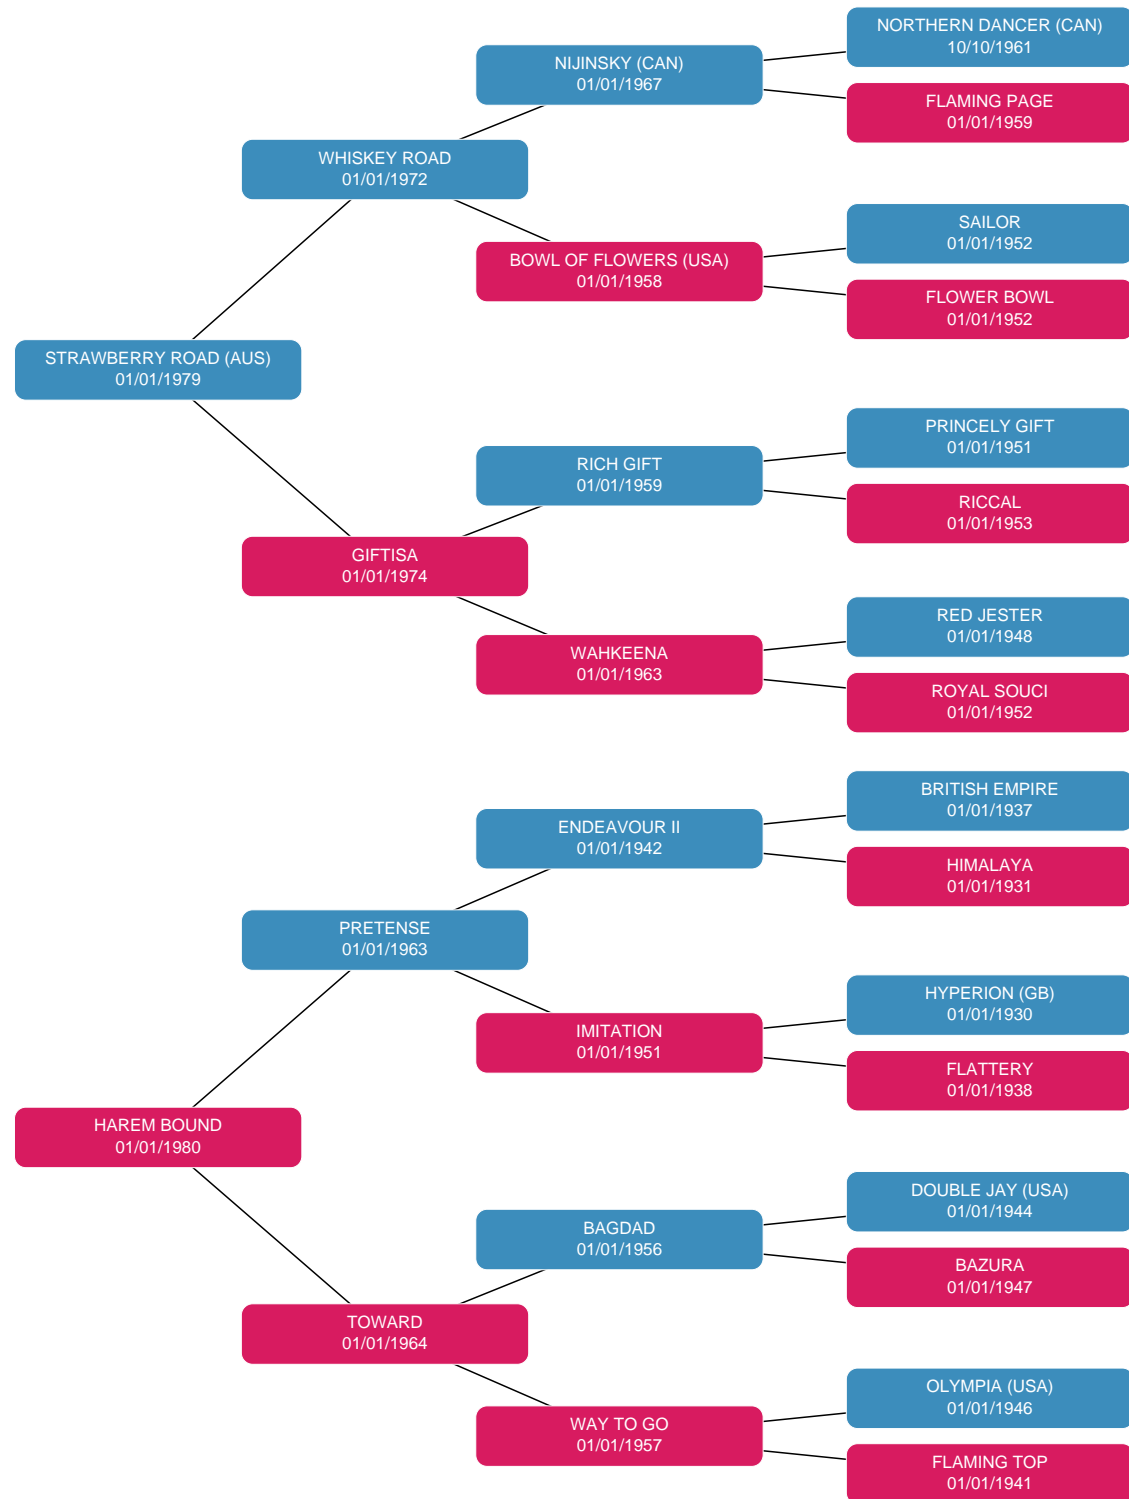 NORTHERN DANCER (CAN)
10/10/1961
NIJINSKY (CAN)
01/01/1967
FLAMING PAGE
01/01/1959
WHISKEY ROAD
01/01/1972
SAILOR
01/01/1952
BOWL OF FLOWERS (USA)
01/01/1958
FLOWER BOWL
01/01/1952
STRAWBERRY ROAD (AUS)
01/01/1979
PRINCELY GIFT
01/01/1951
RICH GIFT
01/01/1959
RICCAL
01/01/1953
GIFTISA
01/01/1974
RED JESTER
01/01/1948
WAHKEENA
01/01/1963
ROYAL SOUCI
01/01/1952
BRITISH EMPIRE
01/01/1937
ENDEAVOUR II
01/01/1942
HIMALAYA
01/01/1931
PRETENSE
01/01/1963
HYPERION (GB)
01/01/1930
IMITATION
01/01/1951
FLATTERY
01/01/1938
HAREM BOUND
01/01/1980
DOUBLE JAY (USA)
01/01/1944
BAGDAD
01/01/1956
BAZURA
01/01/1947
TOWARD
01/01/1964
OLYMPIA (USA)
01/01/1946
WAY TO GO
01/01/1957
FLAMING TOP
01/01/1941